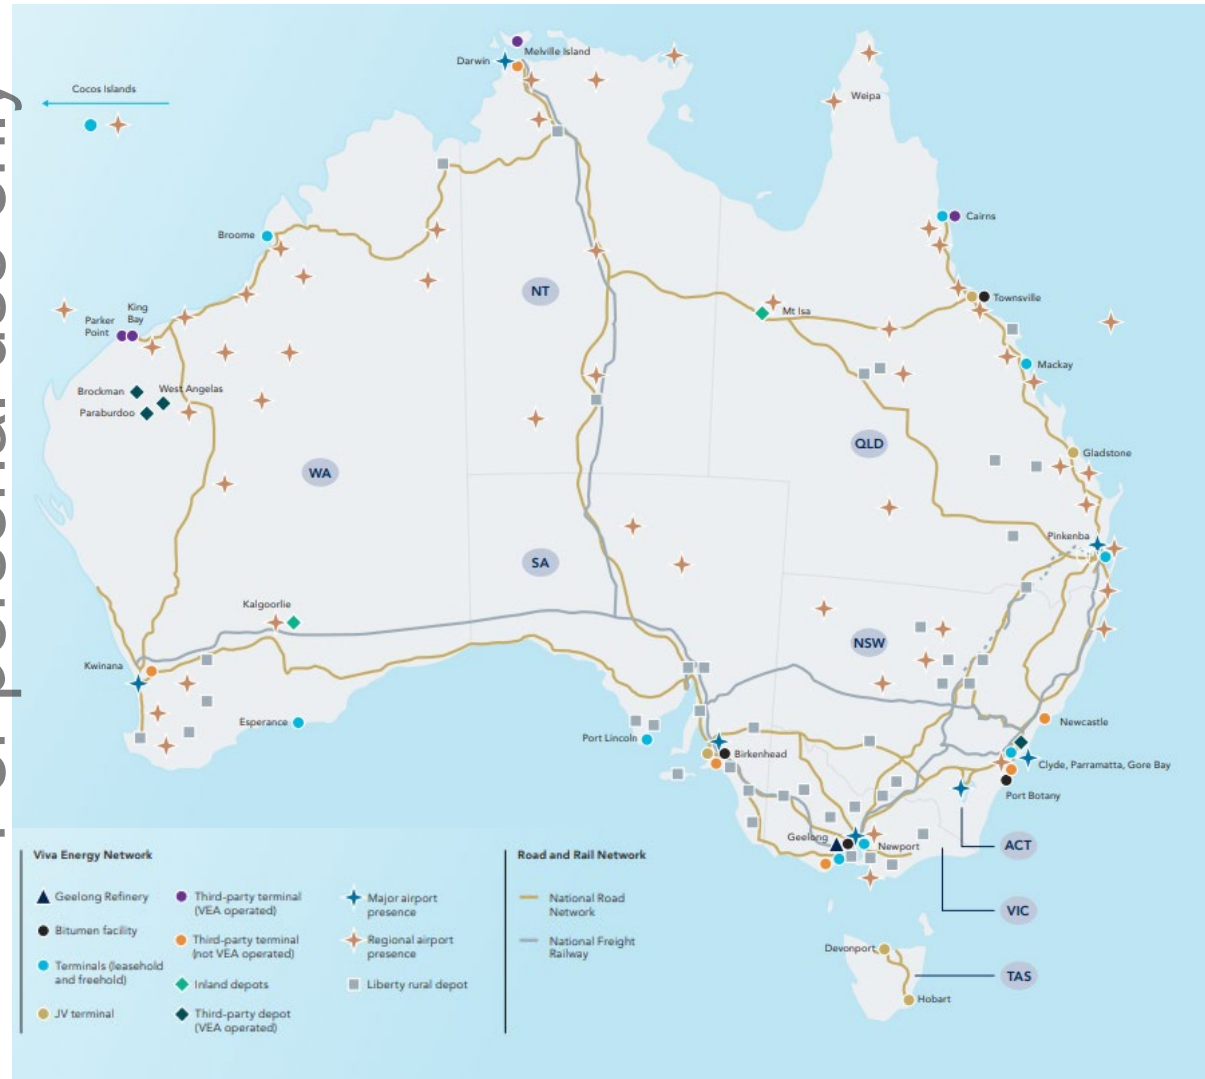 Melville Island
Darwin
Cocos Islands
Weipa
Cairns
Broome
NT
Townsville
Mt Isa
King
Bay
Parker
Point
Mackay
Brockman
West Angelas
Paraburdoo
QLD
Gladstone
WA
Pinkenba
SA
Kalgoorlie
NSW
Kwinana
Esperance
Port Lincoln
Newcastle
Birkenhead
Clyde, Parramatta, Gore Bay
Port Botany
Geelong
Newport
ACT
VIC
Devonport
TAS
Hobart
Viva Energy Network
Geelong Refinery
Bitumen facility
Terminals (leasehold
and freehold)
JV terminal
Third-party terminal
(VEA operated)
Third-party terminal
(not VEA operated)
Inland depots
Third-party depot
(VEA operated)
Major airport
presence
Regional airport
presence
Liberty rural depot
Road and Rail Network
National Road
Network
National Freight
Railway